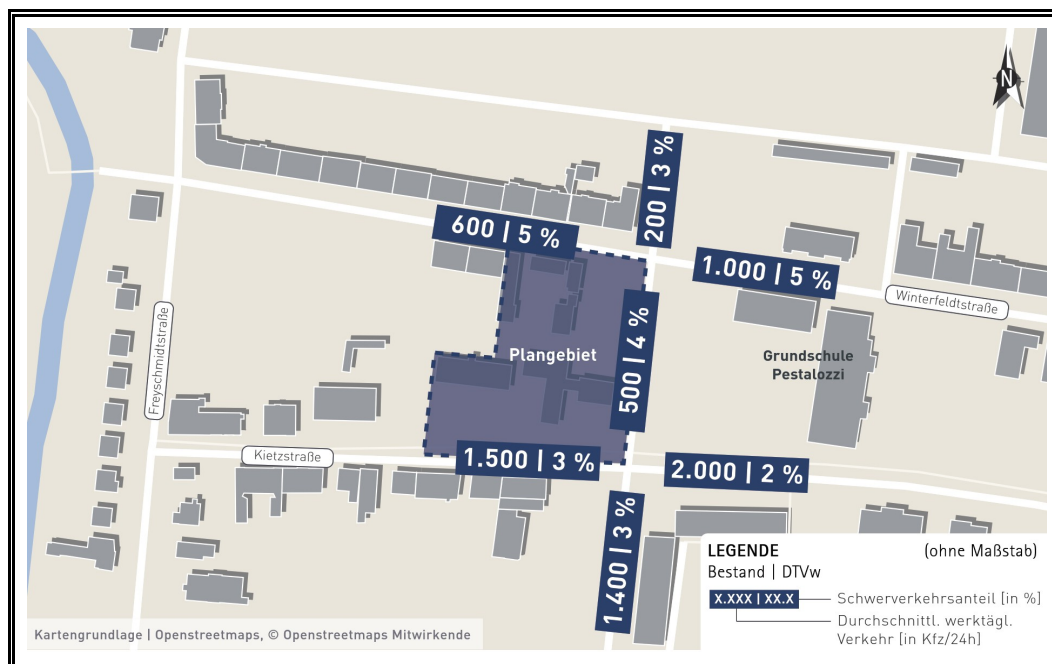 N
200 | 3 %
600 | 5 %
1.000 | 5 %
Winterfeldtstraße
Freyschmidtstraße
Plangebiet
500 | 4 %
Grundschule
Pestalozzi
Kietzstraße
1.500 | 3 %
2.000 | 2 %
1.400 | 3 %
LEGENDE (ohne Maßstab)
Bestand | DTVw
X.XXX | XX.X Schwerverkehrsanteil [in %]
Durchschnittl. werktägl.
Verkehr [in Kfz/24h]
Kartengrundlage | Openstreetmaps, © Openstreetmaps Mitwirkende